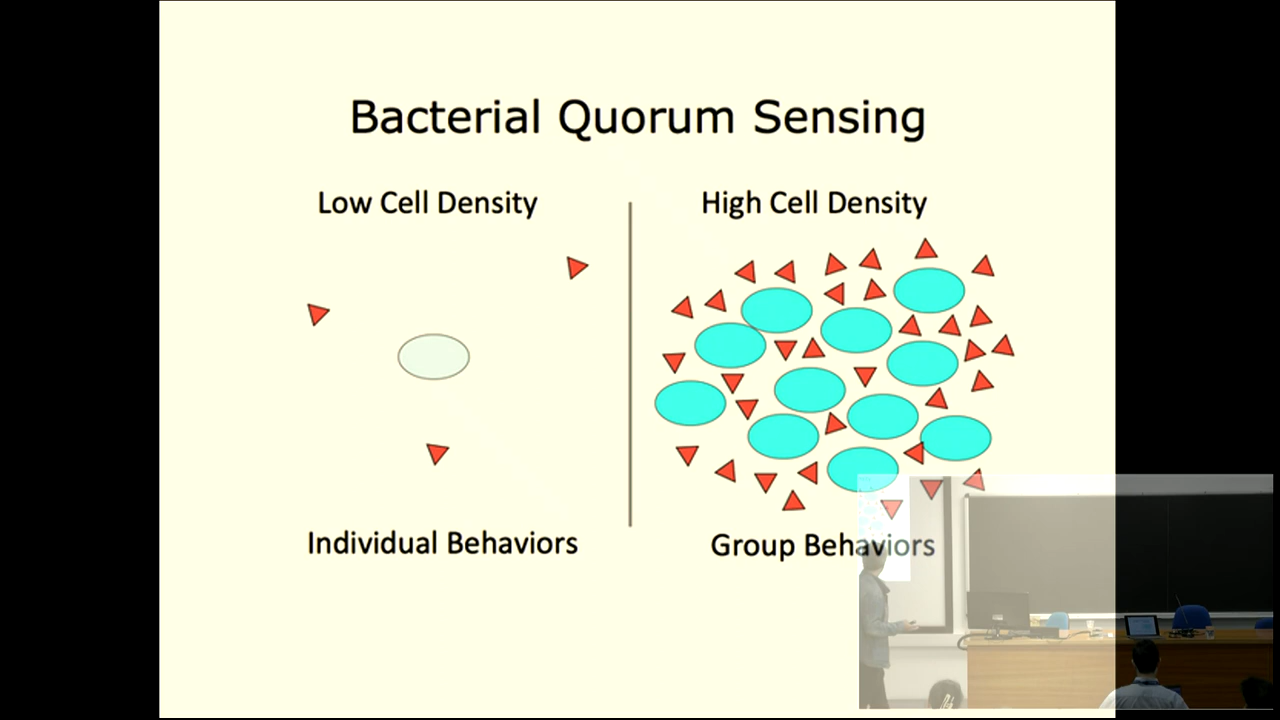 Bacterial Quorum Sensing
Low Cell Density
High Cell Density
Individual Behaviors
Group Behaviors